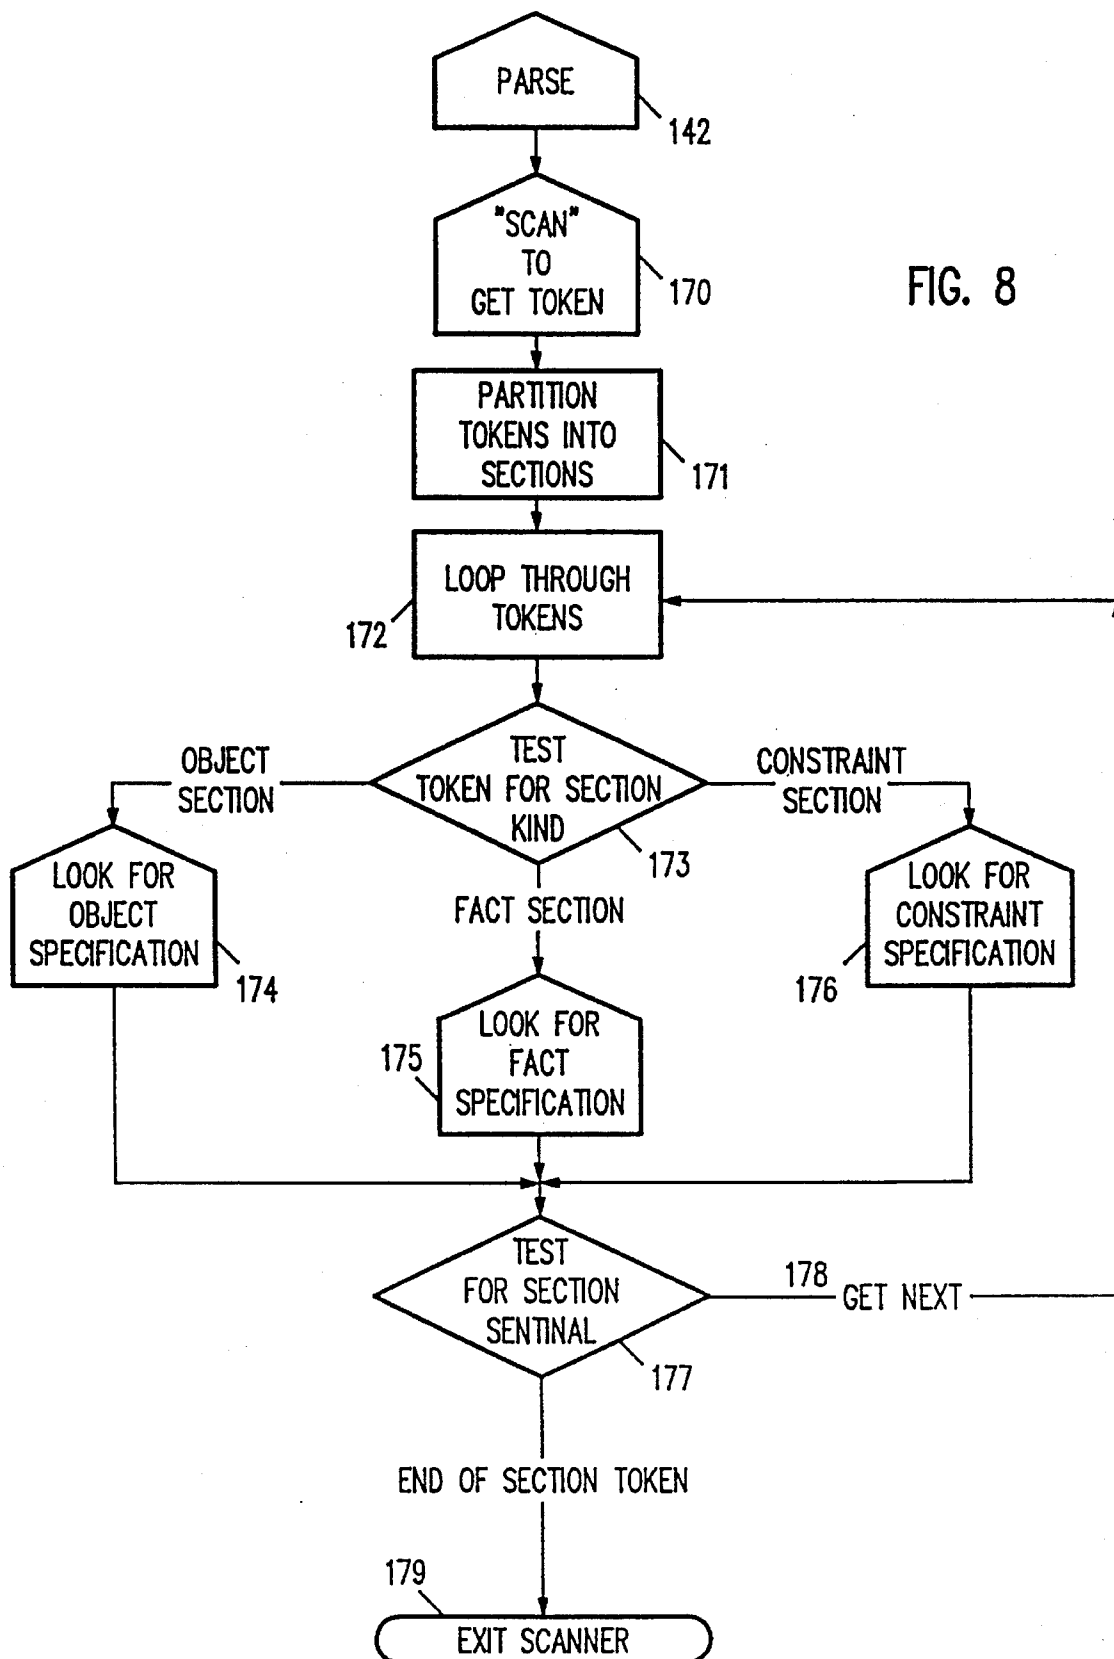 PARSE
142
"SCAN"
TO
GET TOKEN
170
FIG. 8
PARTITION
TOKENS INTO
SECTIONS
171
LOOP THROUGH
TOKENS
172
TEST
TOKEN FOR SECTION
KIND
173
OBJECT
SECTION
CONSTRAINT
SECTION
FACT SECTION
LOOK FOR
OBJECT
SPECIFICATION
174
LOOK FOR
FACT
SPECIFICATION
175
LOOK FOR
CONSTRAINT
SPECIFICATION
176
TEST
FOR SECTION
SENTINAL
177
178
GET NEXT
END OF SECTION TOKEN
179
EXIT SCANNER